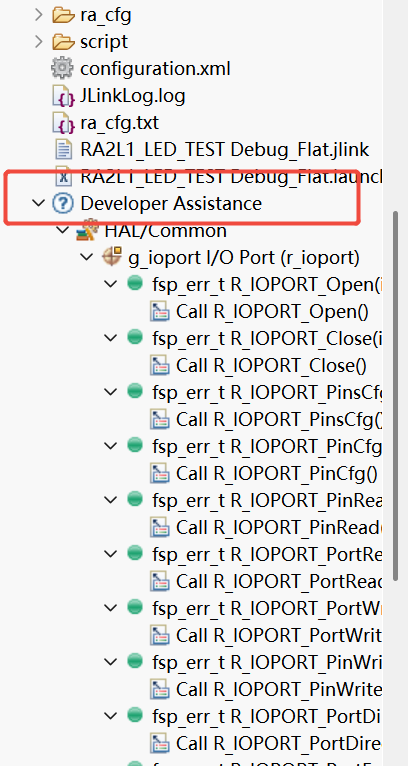 ra_cfg
script
configuration.xml
JLinkLog.log
ra_cfg.txt
RA2L1_LED_TEST Debug_Flat.jlink
RA2L1_LED_TEST Debug_Flat.launc
Developer Assistance
HAL/Common
g_ioport I/O Port (r_ioport)
fsp_err_t R_IOPORT_Open(i
Call R_IOPORT_Open()
fsp_err_t R_IOPORT_Close(i
Call R_IOPORT_Close()
fsp_err_t R_IOPORT_PinsCfg
Call R_IOPORT_PinsCfg()
fsp_err_t R_IOPORT_PinCfg
Call R_IOPORT_PinCfg()
fsp_err_t R_IOPORT_PinRea
Call R_IOPORT_PinRead(
fsp_err_t R_IOPORT_PortRe
Call R_IOPORT_PortRead
fsp_err_t R_IOPORT_PortWr
Call R_IOPORT_PortWrit
fsp_err_t R_IOPORT_PinWri
Call R_IOPORT_PinWrite
fsp_err_t R_IOPORT_PortDi
Call R_IOPORT_PortDire